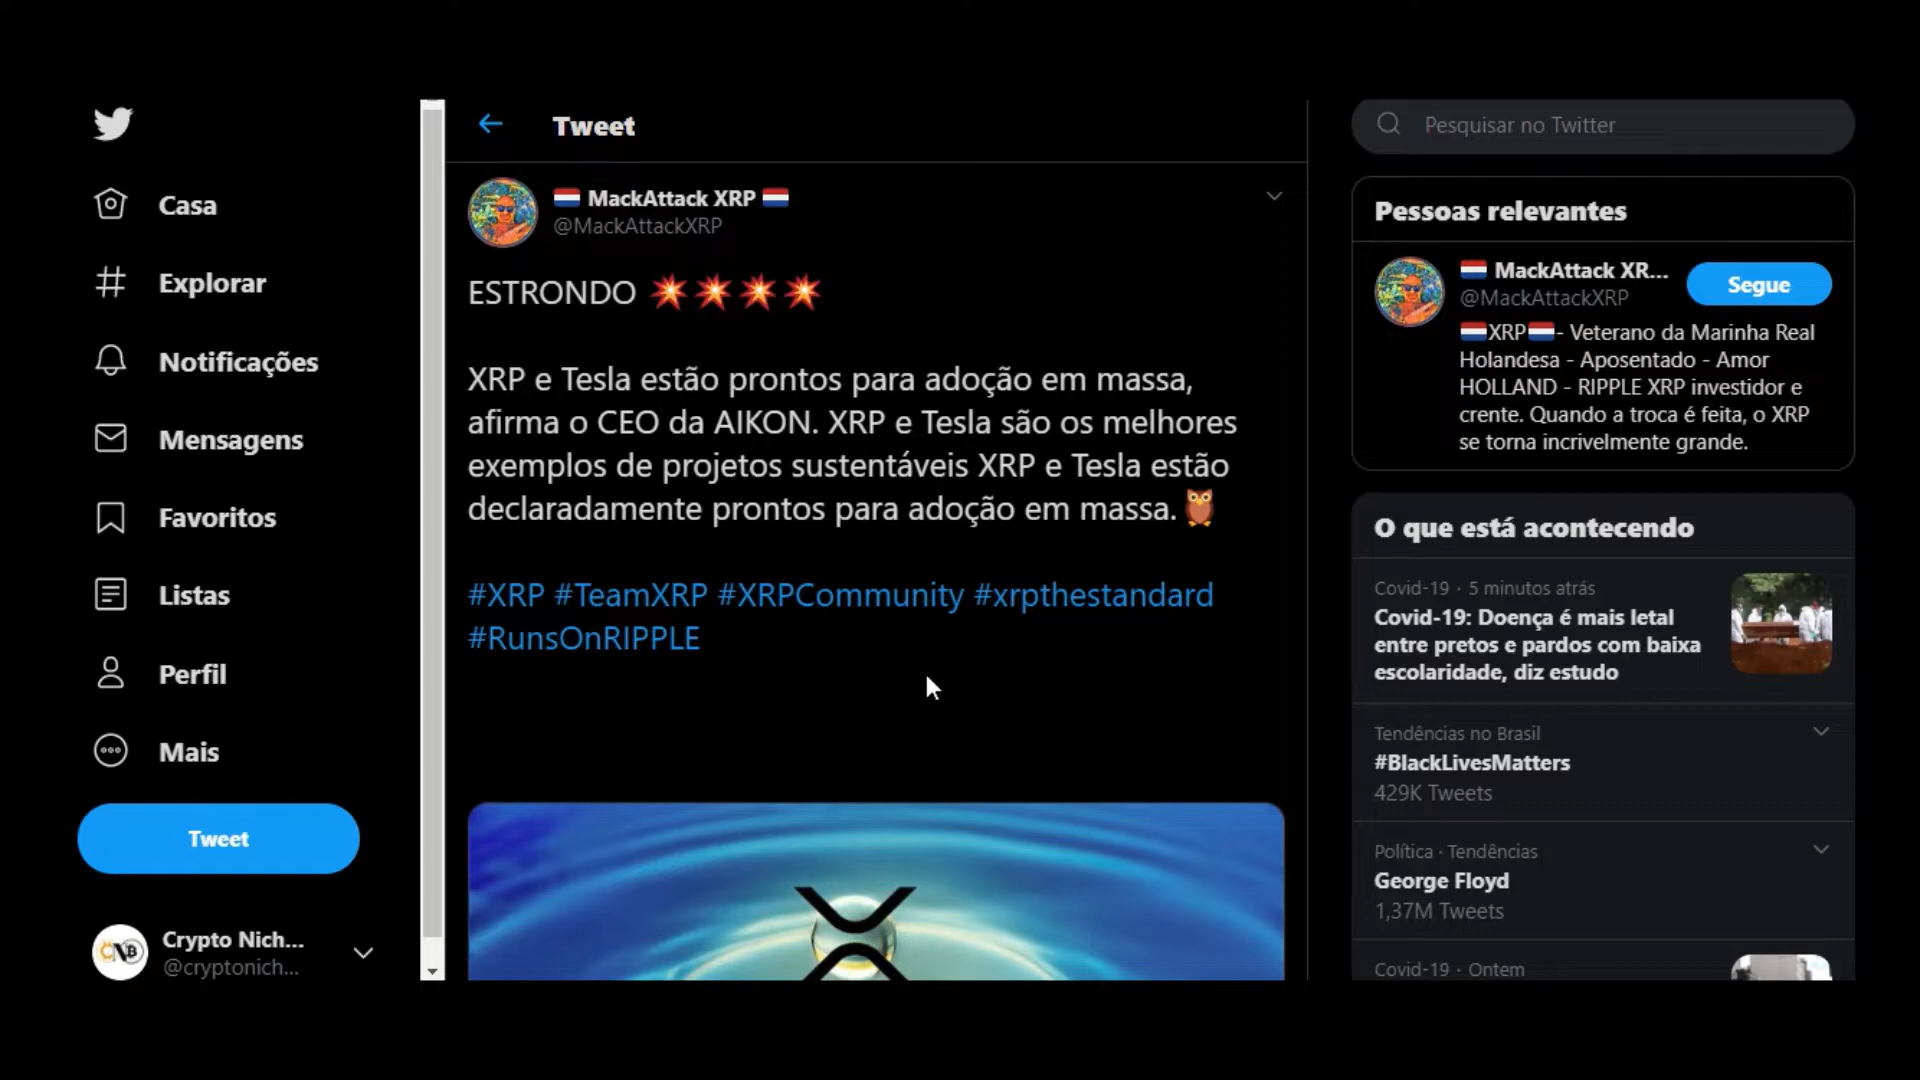 Casa
Explorar
Notificações
Mensagens
Favoritos
Listas
Perfil
Mais
Tweet
Crypto Nich...
@cryptonich...
Tweet
MackAttack XRP
@MackAttackXRP
ESTRONDO
XRP e Tesla estão prontos para adoção em massa,
afirma o CEO da AIKON. XRP e Tesla são os melhores
exemplos de projetos sustentáveis XRP e Tesla estão
declaradamente prontos para adoção em massa.
#XRP #TeamXRP #XRPCommunity #xrpthestandard
#RunsOnRIPPLE
Pesquisar no Twitter
Pessoas relevantes
MackAttack XR...
@MackAttackXRP
Segue
XRP - Veterano da Marinha Real
Holandesa - Aposentado - Amor
HOLLAND - RIPPLE XRP investidor e
crente. Quando a troca é feita, o XRP
se torna incrivelmente grande.
O que está acontecendo
Covid-19 · 5 minutos atrás
Covid-19: Doença é mais letal
entre pretos e pardos com baixa
escolaridade, diz estudo
Tendências no Brasil
#BlackLivesMatters
429K Tweets
Política · Tendências
George Floyd
1,37M Tweets
Covid-19 · Ontem